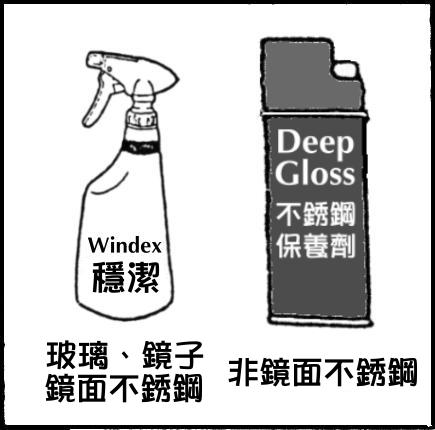 Windex
穩潔
玻璃、鏡子
鏡面不銹鋼
Deep
Gloss
不銹鋼
保養劑
非鏡面不銹鋼